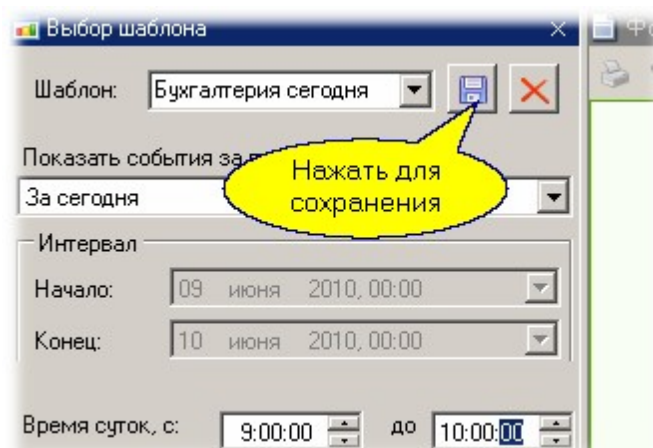 Выбор шаблона
Шаблон: Бухгалтерия сегодня
Показать события за
За сегодня
Нажать для
сохранения
Интервал
Начало: 09 июня 2010, 00:00
Конец: 10 июня 2010, 00:00
Время суток, с: 9:00:00 до 10:00:00